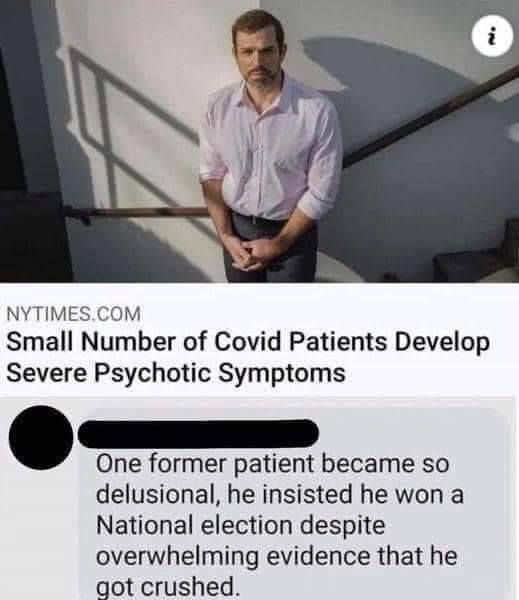 i
NYTIMES.COM
Small Number of Covid Patients Develop
Severe Psychotic Symptoms
One former patient became so
delusional, he insisted he won a
National election despite
overwhelming evidence that he
got crushed.